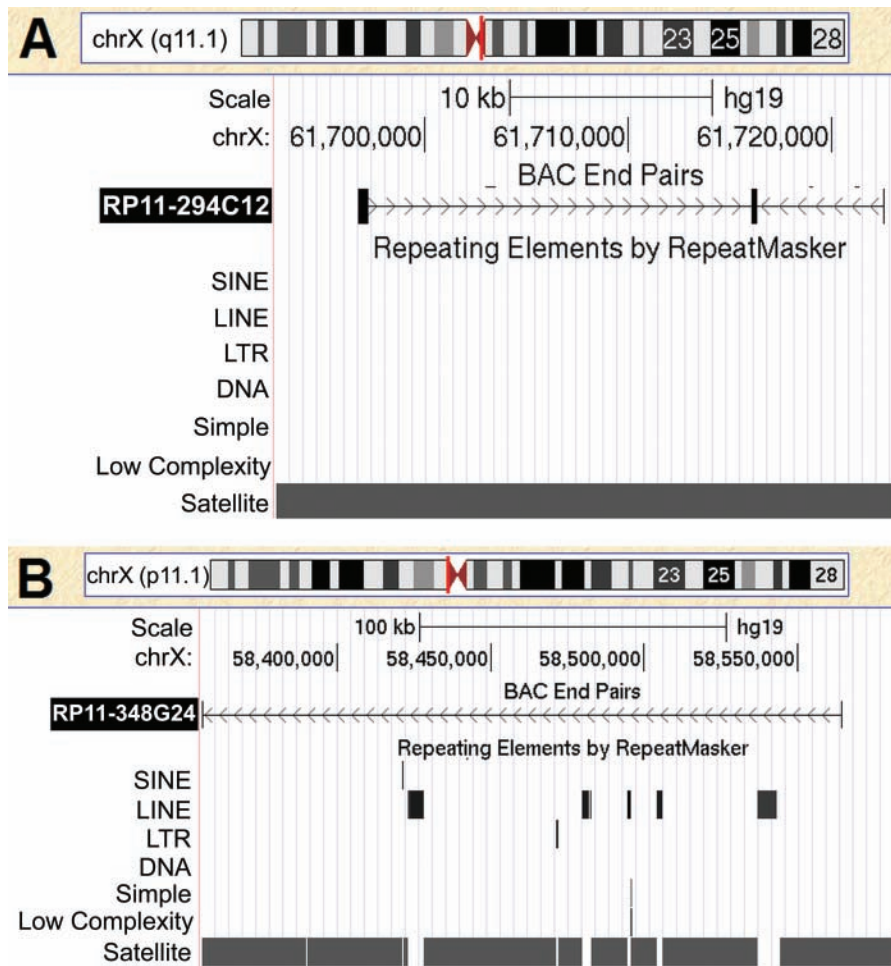 A chrX (q11.1) 23 25 28
Scale 10 kb hg19
chrX: 61,700,000 61,710,000 61,720,000
BAC End Pairs
RP11-294C12
Repeating Elements by RepeatMasker
SINE
LINE
LTR
DNA
Simple
Low Complexity
Satellite
B chrX (p11.1) 23 25 28
Scale 100 kb hg19
chrX: 58,400,000 58,450,000 58,500,000 58,550,000
BAC End Pairs
RP11-348G24
Repeating Elements by RepeatMasker
SINE
LINE
LTR
DNA
Simple
Low Complexity
Satellite